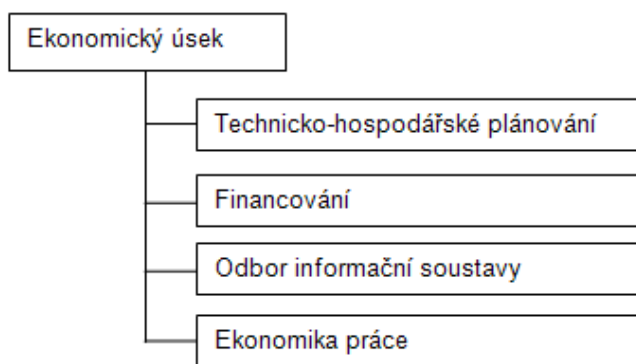 Ekonomický úsek
Technicko-hospodářské plánování
Financování
Odbor informační soustavy
Ekonomika práce